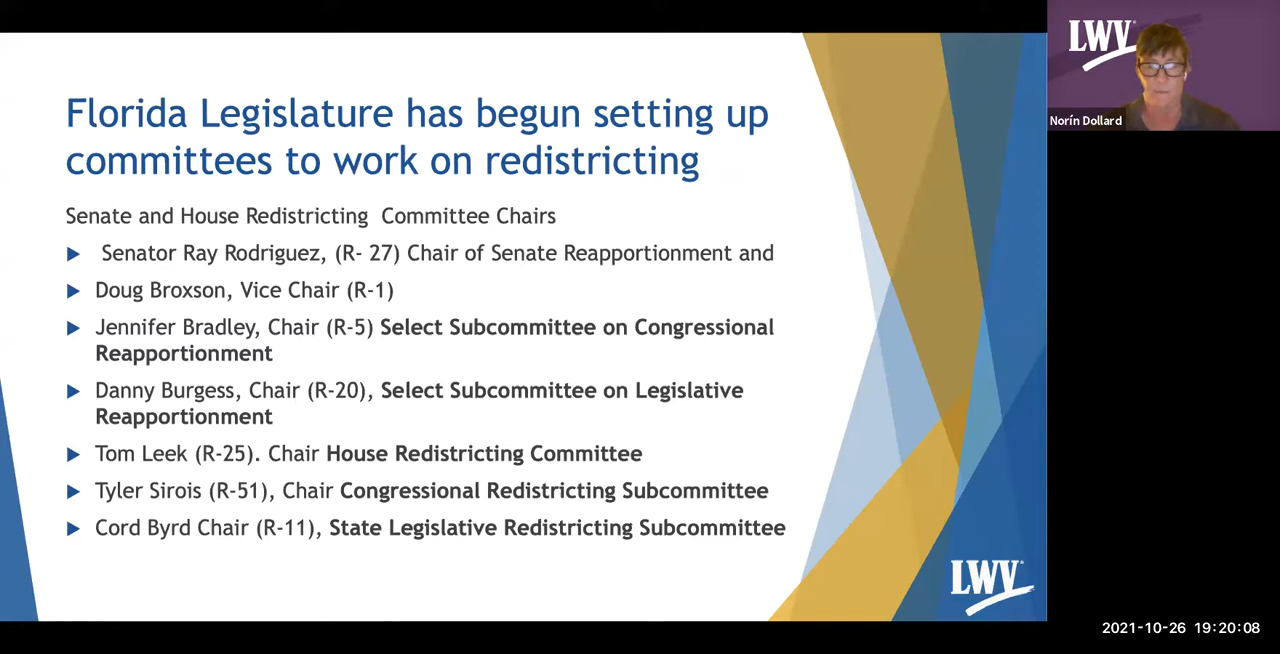 Florida Legislature has begun setting up
committees to work on redistricting
Senate and House Redistricting Committee Chairs
Senator Ray Rodriguez, (R- 27) Chair of Senate Reapportionment and
Doug Broxson, Vice Chair (R-1)
Jennifer Bradley, Chair (R-5) Select Subcommittee on Congressional
Reapportionment
Danny Burgess, Chair (R-20), Select Subcommittee on Legislative
Reapportionment
Tom Leek (R-25). Chair House Redistricting Committee
Tyler Sirois (R-51), Chair Congressional Redistricting Subcommittee
Cord Byrd Chair (R-11), State Legislative Redistricting Subcommittee
LWV
LWV
Norín Dollard
2021-10-26 19:20:08